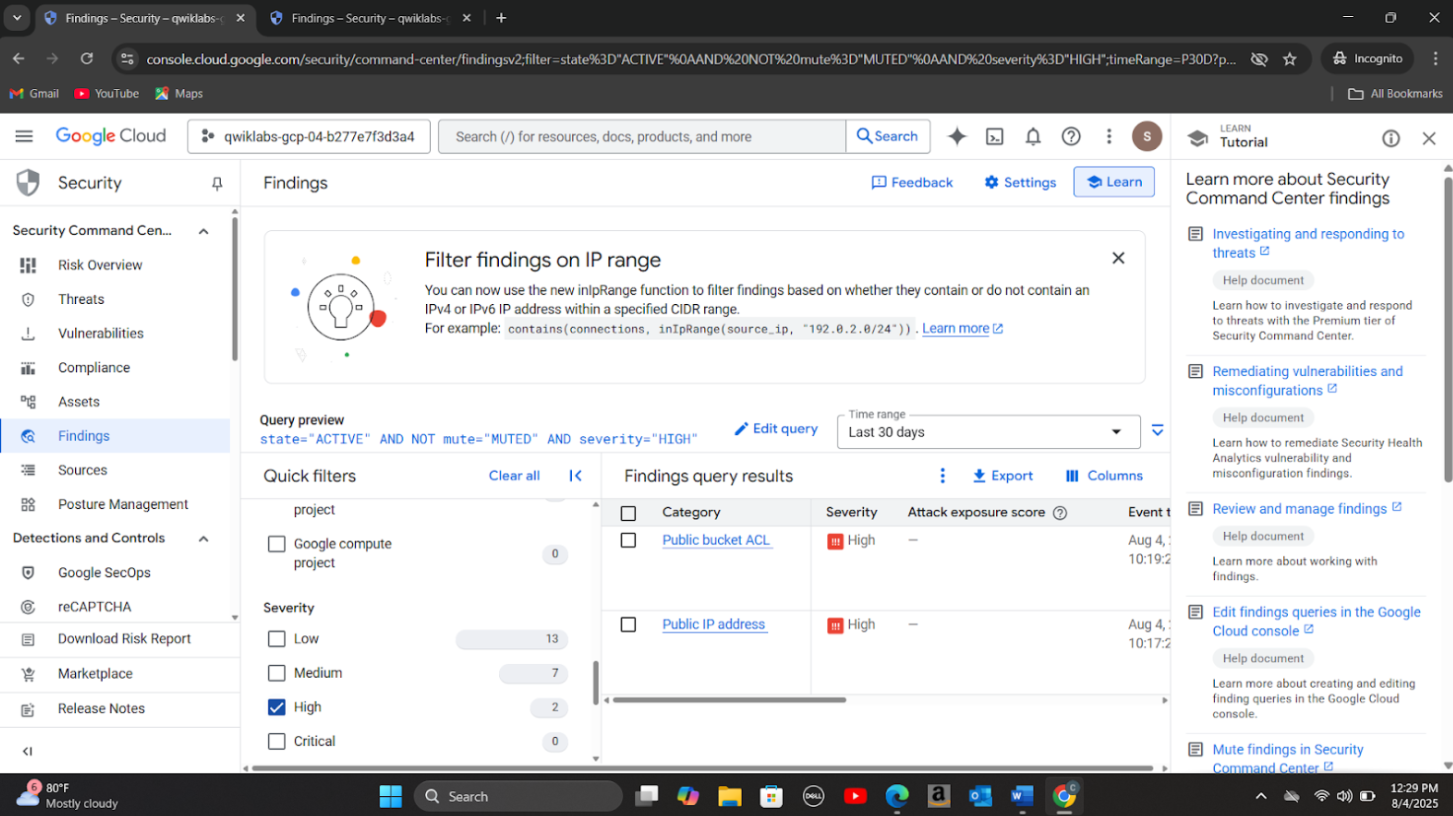 Findings – Security – qwiklabs-g
Findings – Security – qwiklabs-g
console.cloud.google.com/security/command-center/findingsv2;filter=state%3D"ACTIVE"%0AAND%20NOT%20mute%3D"MUTED"%0AAND%20severity%3D"HIGH";timeRange=P30D?p...
Incognito
Gmail
YouTube
Maps
All Bookmarks
Google Cloud
qwiklabs-gcp-04-b277e7f3d3a4
Search (/) for resources, docs, products, and more
Search
S
LEARN
Tutorial
Security
Security Command Cen...
Risk Overview
Threats
Vulnerabilities
Compliance
Assets
Findings
Sources
Posture Management
Detections and Controls
Google SecOps
reCAPTCHA
Download Risk Report
Marketplace
Release Notes
Findings
Feedback
Settings
Learn
Filter findings on IP range
You can now use the new inIpRange function to filter findings based on whether they contain or do not contain an
IPv4 or IPv6 IP address within a specified CIDR range.
For example: contains(connections, inIpRange(source_ip, "192.0.2.0/24")) . Learn more
Query preview
state="ACTIVE" AND NOT mute="MUTED" AND severity="HIGH"
Edit query
Time range
Last 30 days
Quick filters
Clear all
project
Google compute
project
0
Severity
Low
13
Medium
7
High
2
Critical
0
Findings query results
Export
Columns
Category
Severity
Attack exposure score
Event t
Public bucket ACL
High
–
Aug 4,
10:19:2
Public IP address
High
–
Aug 4,
10:17:2
Learn more about Security
Command Center findings
Investigating and responding to
threats
Help document
Learn how to investigate and respond
to threats with the Premium tier of
Security Command Center.
Remediating vulnerabilities and
misconfigurations
Help document
Learn how to remediate Security Health
Analytics vulnerability and
misconfiguration findings.
Review and manage findings
Help document
Learn more about working with
findings.
Edit findings queries in the Google
Cloud console
Help document
Learn more about creating and editing
finding queries in the Google Cloud
console.
Mute findings in Security
Command Center
6
80°F
Mostly cloudy
Search
DELL
12:29 PM
8/4/2025